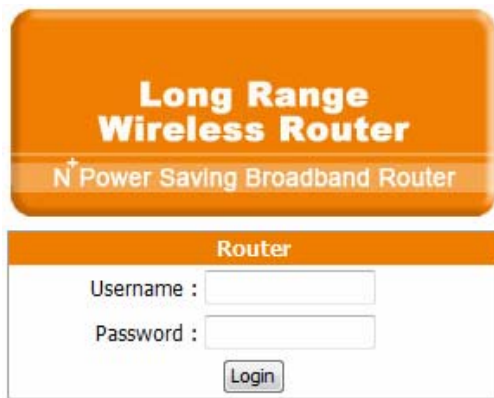 Long Range
Wireless Router
N+ Power Saving Broadband Router
Router
Username :
Password :
Login